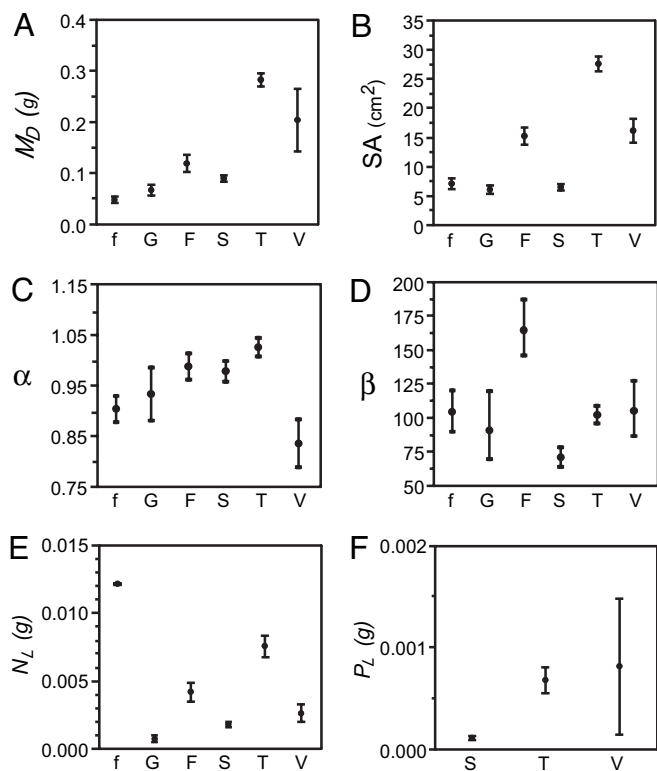 A
M_D (g)
0.4
0.3
0.2
0.1
0.0
f G F S T V
B
SA (cm²)
35
30
25
20
15
10
5
0
f G F S T V
C
α
1.15
1.05
0.95
0.85
0.75
f G F S T V
D
β
200
175
150
125
100
75
50
f G F S T V
E
N_L (g)
0.015
0.010
0.005
0.000
f G F S T V
F
P_L (g)
0.002
0.001
0.000
S T V